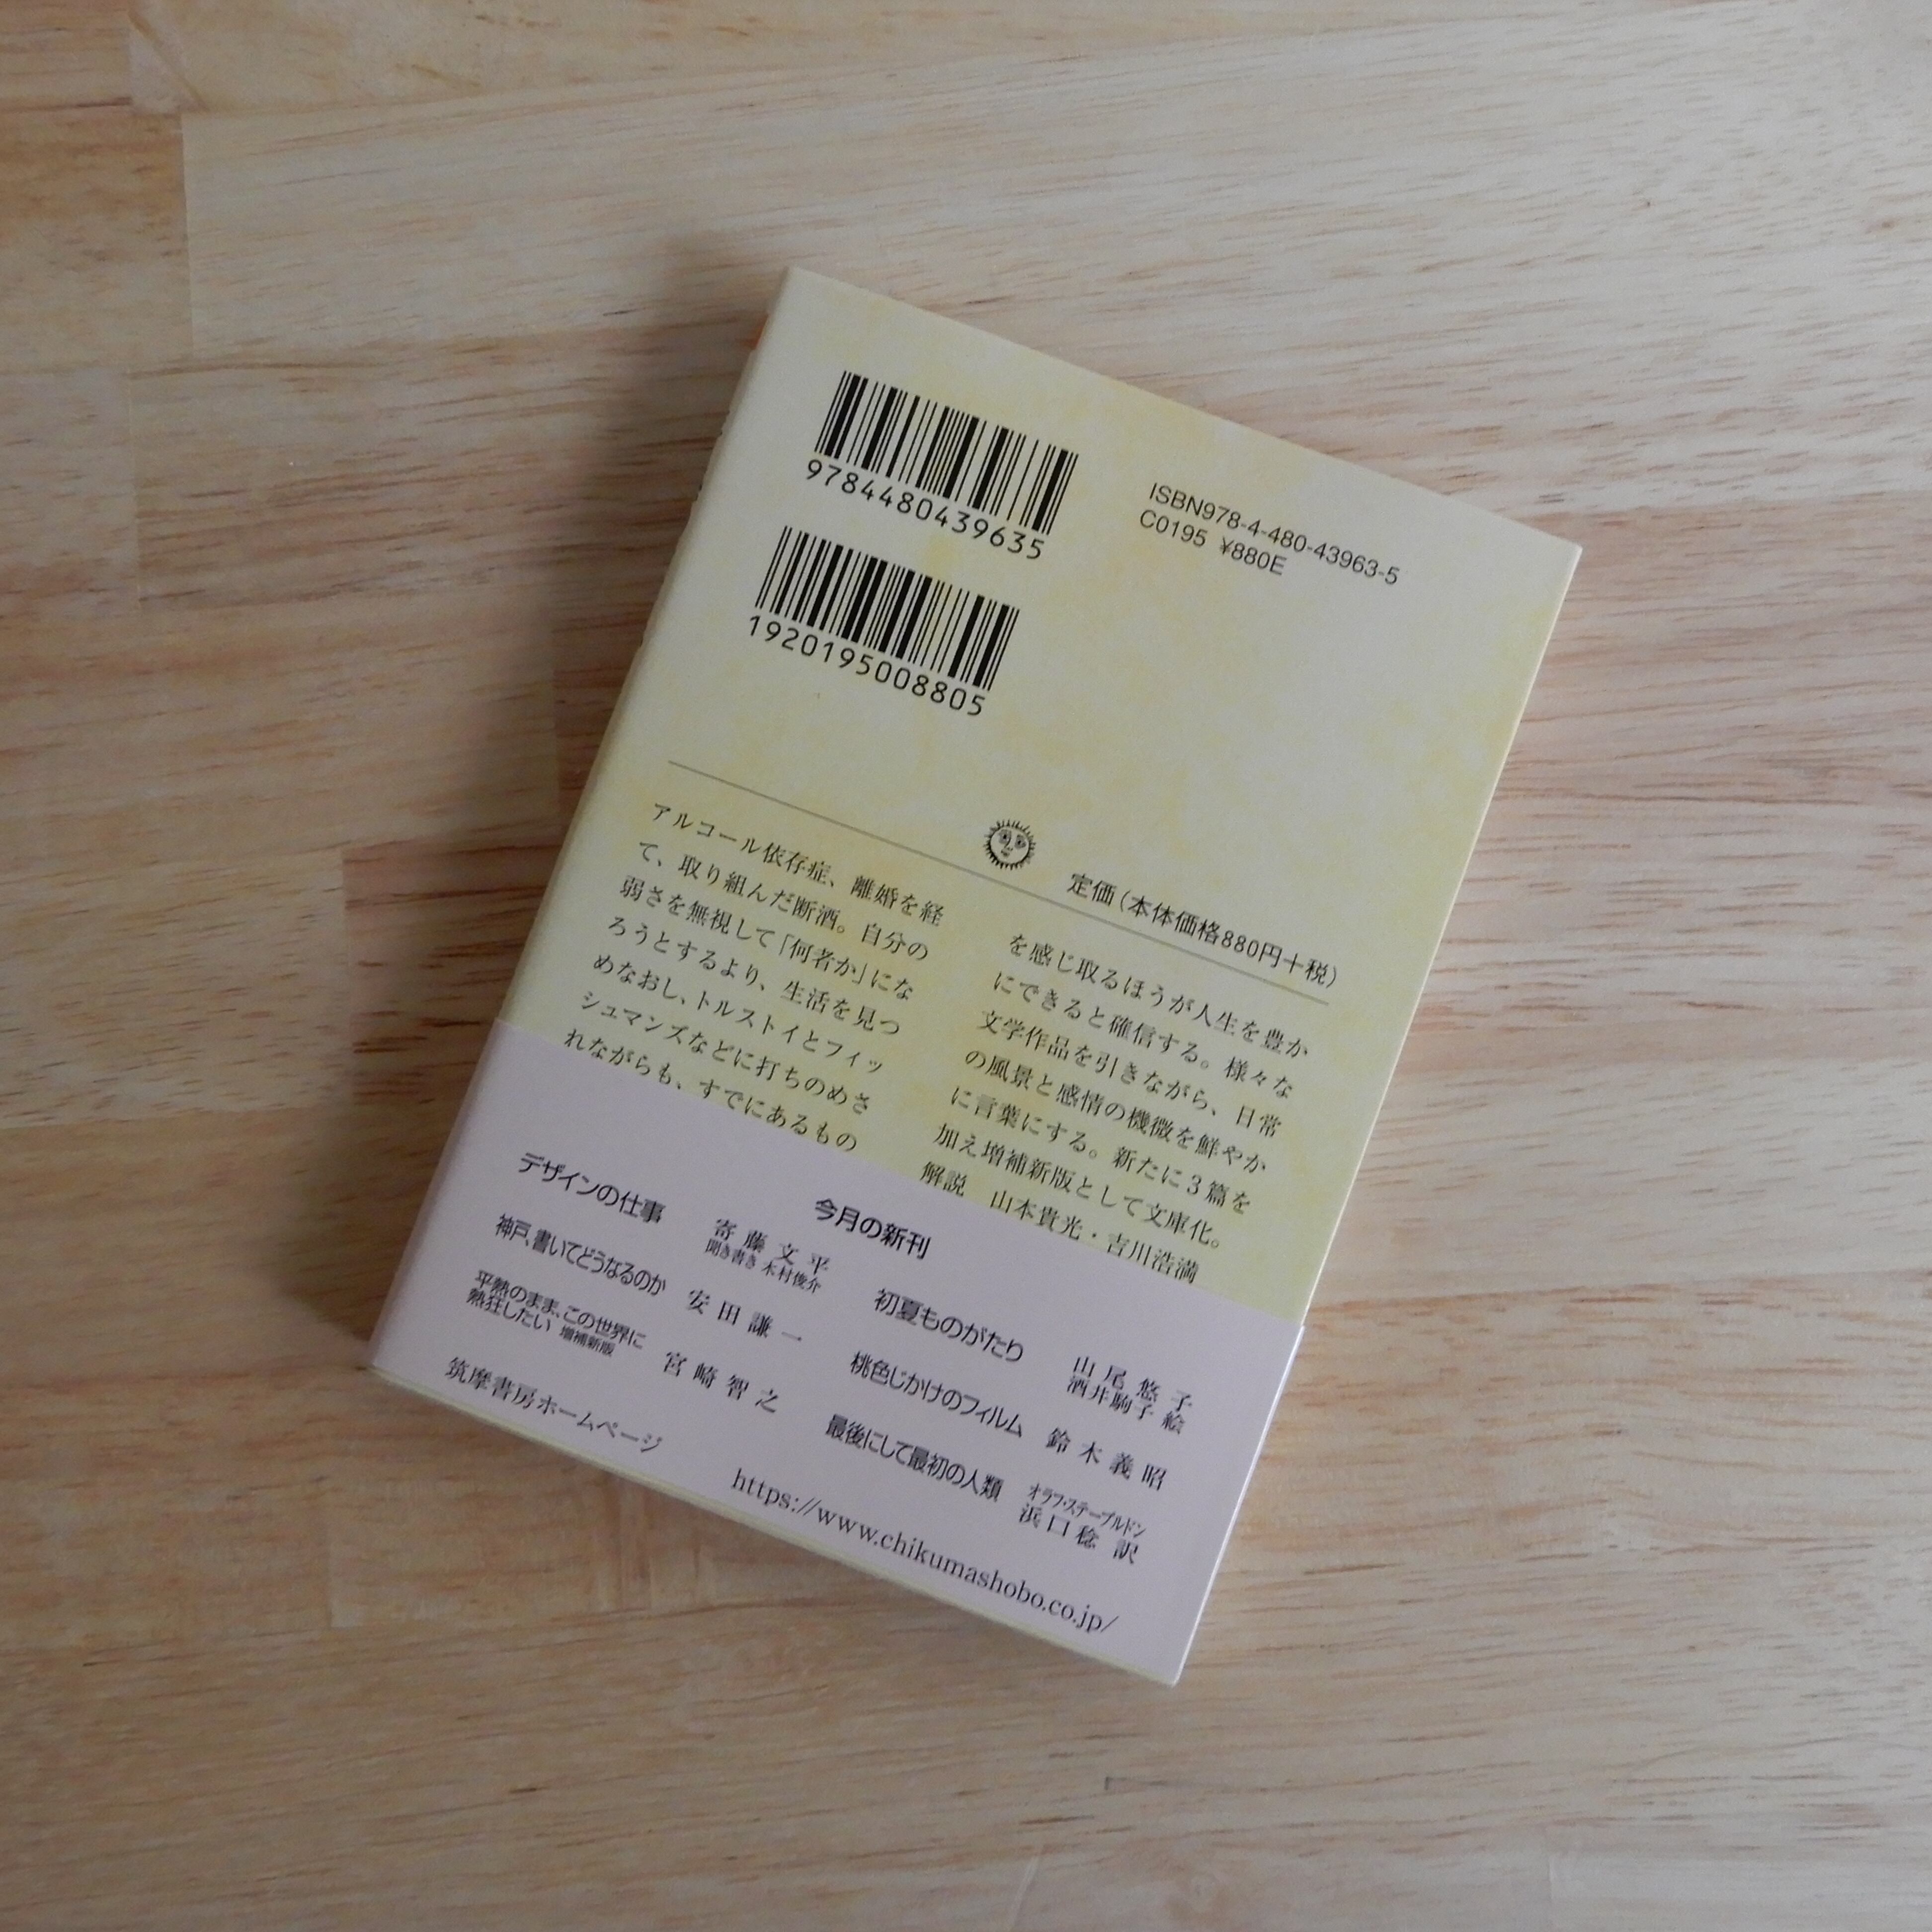 9784480439635
ISBN978-4-480-43963-5
C0195 ¥880E
1920195008805
定価（本体価格880円＋税）
アルコール依存症、離婚を経
て、取り組んだ断酒。自分の
弱さを無視して「何者か」にな
ろうとするより、生活を見つ
めなおし、トルストイとフィッ
シュマンズなどに打ちのめさ
れながらも、すでにあるもの
を感じ取るほうが人生を豊か
にできると確信する。様々な
文学作品を引きながら、日常
の風景と感情の機微を鮮やか
に言葉にする。新たに3篇を
加え増補新版として文庫化。
解説　山本貴光・吉川浩満
今月の新刊
デザインの仕事　寄藤文平
聞き書き 木村俊介
神戸、書いてどうなるのか　安田謙一
平熱のまま、この世界に
熱狂したい 増補新版　宮崎智之
初夏ものがたり　山尾悠子
酒井駒子 絵
桃色じかけのフィルム　鈴木義昭
最後にして最初の人類　オラフ・ステープルドン
浜口稔 訳
筑摩書房ホームページ　https://www.chikumashobo.co.jp/